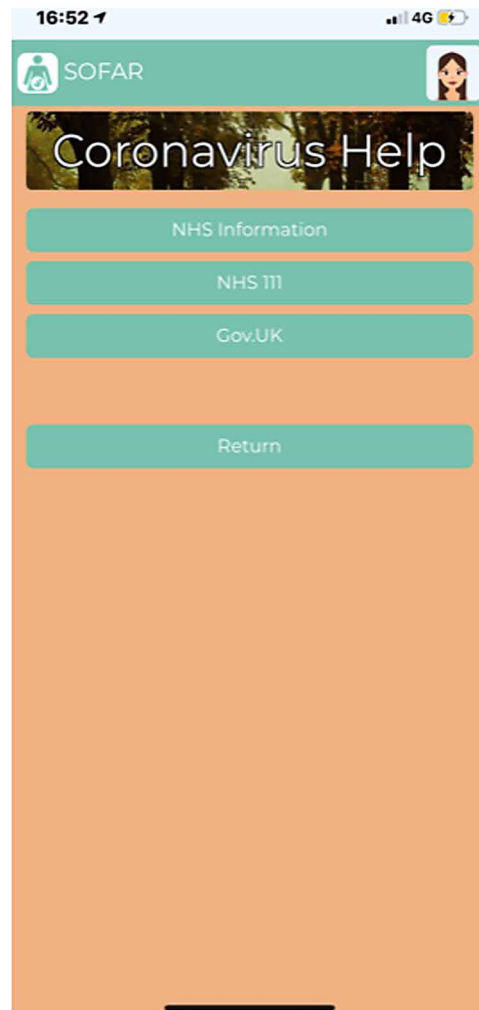 16:52 4G
SOFAR
Coronavirus Help
NHS Information
NHS 111
Gov.UK
Return